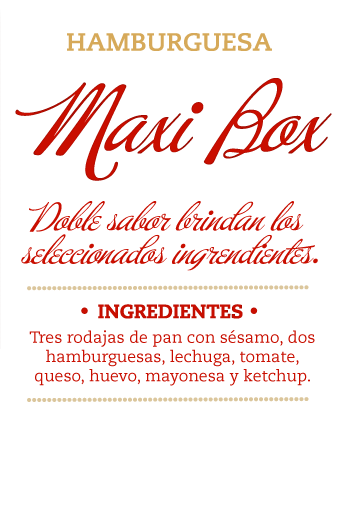 HAMBURGUESA
Maxi Box
Doble sabor brindan los
seleccionados ingrendientes.
• INGREDIENTES •
Tres rodajas de pan con sésamo, dos
hamburguesas, lechuga, tomate,
queso, huevo, mayonesa y ketchup.